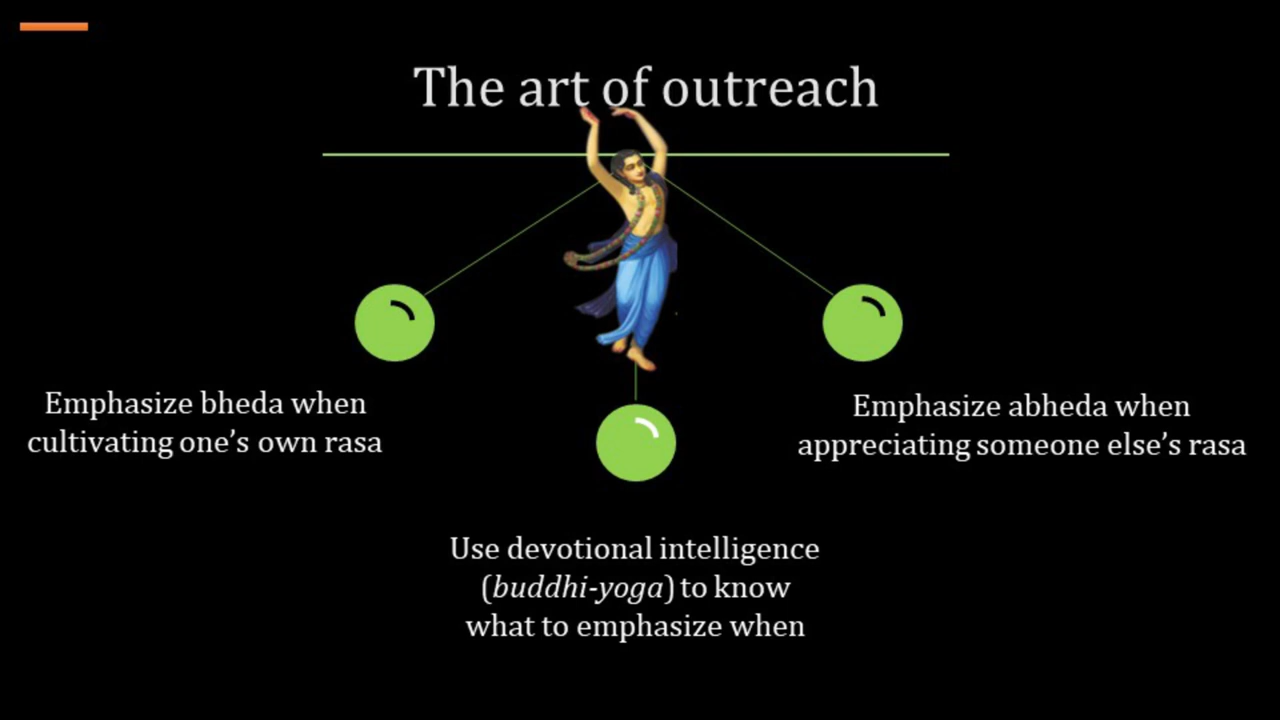 The art of outreach
Emphasize bheda when
cultivating one’s own rasa
Emphasize abheda when
appreciating someone else’s rasa
Use devotional intelligence
(buddhi-yoga) to know
what to emphasize when